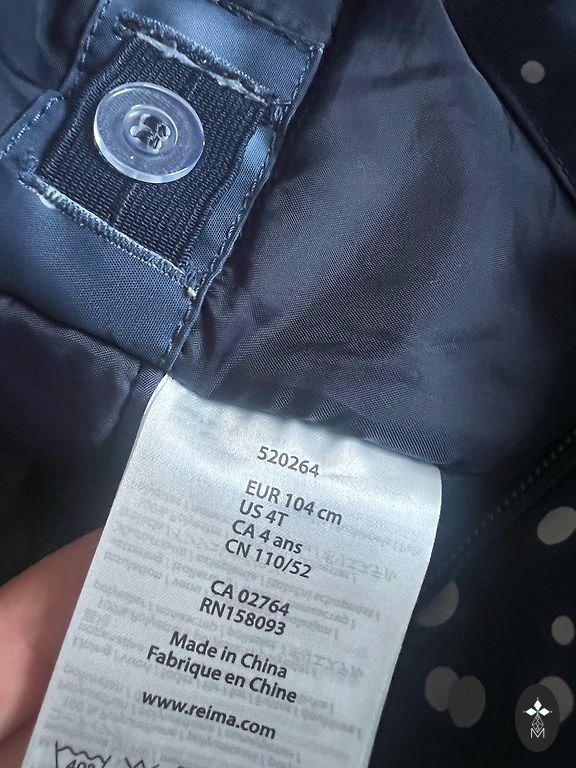 520264
EUR 104 cm
US 4T
CA 4 ans
CN 110/52
CA 02764
RN158093
Made in China
Fabrique en Chine
www.reima.com
40°